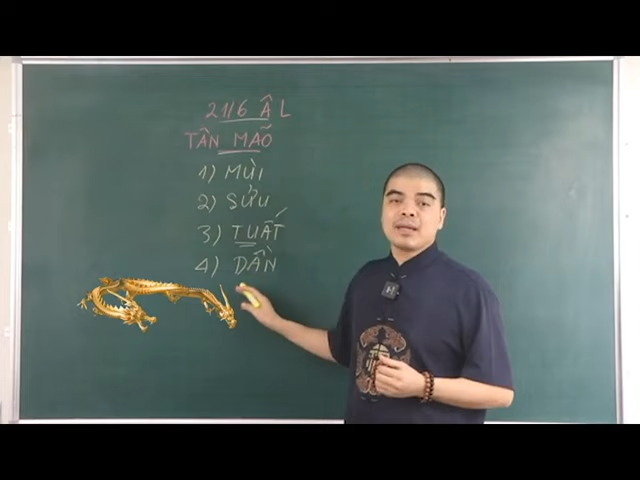 21/6 ÂL
TÂN MÃO
1) MÙI
2) SỬU
3) TUẤT
4) DẦN